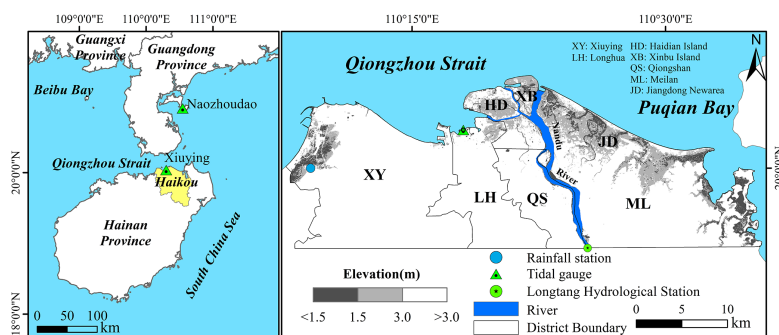 109°0'0"E 110°0'0"E 111°0'0"E
Guangxi
Province
Guangdong
Province
Beibu Bay
Naozhoudao
Qiongzhou Strait
Xiuying
Haikou
Hainan
Province
South China Sea
20°0'0"N
18°0'0"N
0 50 100
km
110°15'0"E 110°30'0"E
Qiongzhou Strait
XY: Xiuying HD: Haidian Island
LH: Longhua XB: Xinbu Island
QS: Qiongshan
ML: Meilan
JD: Jiangdong Newarea
N
Puqian Bay
HD
XB
JD
Nandu
River
XY
LH
QS
ML
Elevation(m)
<1.5 1.5 3.0 >3.0
Rainfall station
Tidal gauge
Longtang Hydrological Station
River
District Boundary
0 5 10
km